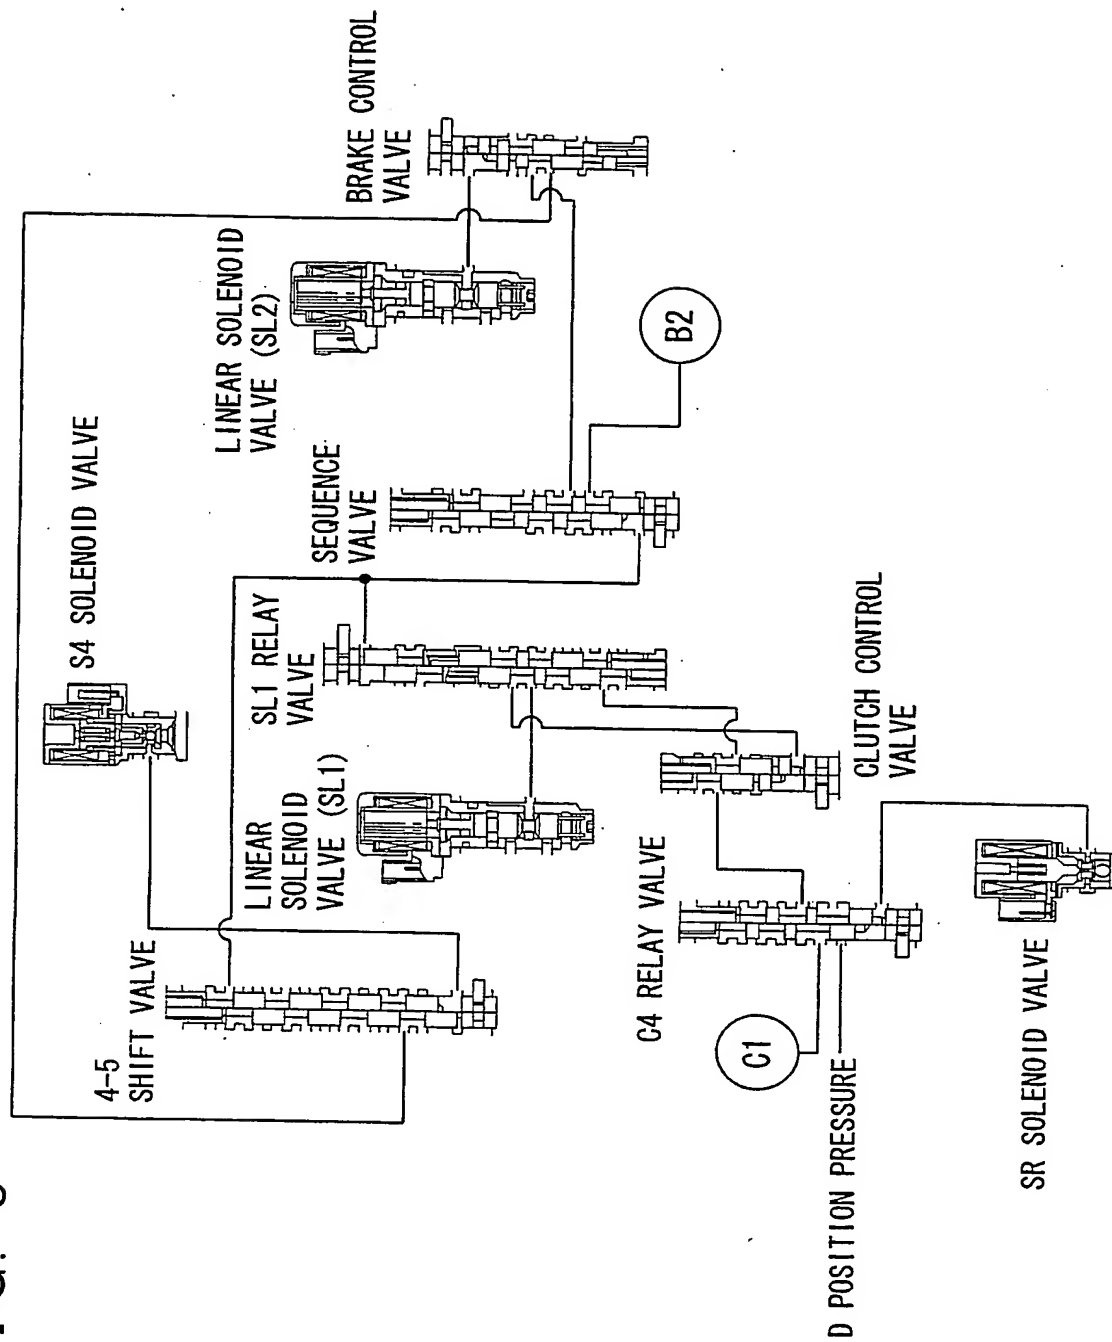 S4 SOLENOID VALVE
BRAKE CONTROL
VALVE
LINEAR SOLENOID
VALVE (SL2)
SEQUENCE
VALVE
B2
SL1 RELAY
VALVE
LINEAR
SOLENOID
VALVE (SL1)
4-5
SHIFT VALVE
CLUTCH CONTROL
VALVE
C4 RELAY VALVE
C1
D POSITION PRESSURE
SR SOLENOID VALVE